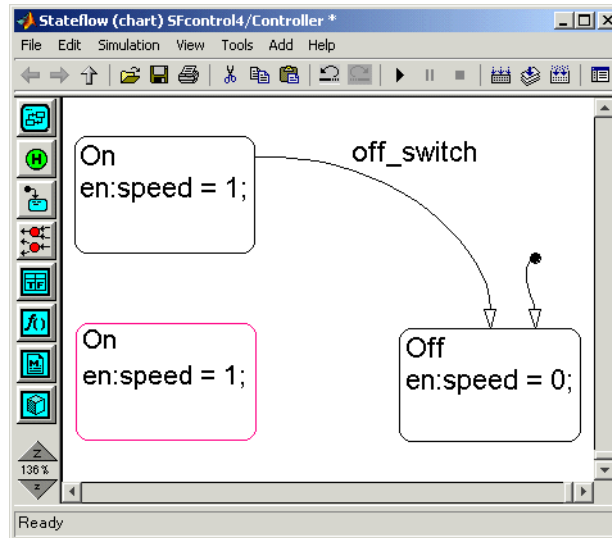 Stateflow (chart) SFcontrol4/Controller *
File Edit Simulation View Tools Add Help
On
en:speed = 1;
off_switch
On
en:speed = 1;
Off
en:speed = 0;
H
TF
f()
M
Z
136%
z
Ready